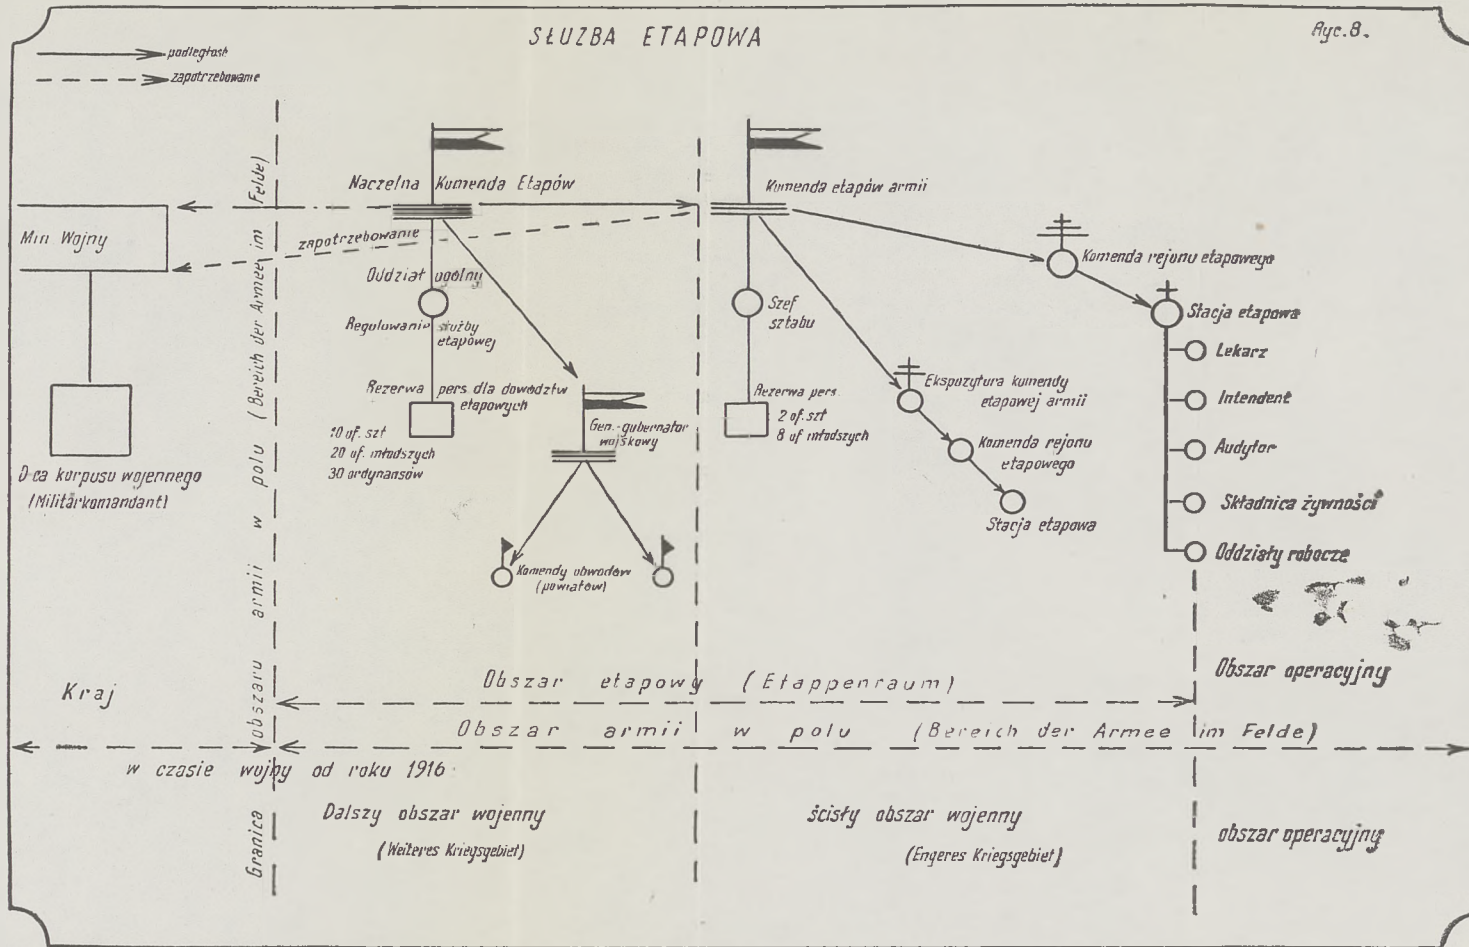 SŁUZBA ETAPOWA
Ryc.8.
podległość
zapotrzebowanie
Granica obszaru armii w polu (Bereich der Armee im Felde)
Min Wojny
D-ca korpusu wojennego
(Militärkomandant)
Naczelna Komenda Etapów
zapotrzebowanie
Oddział ogólny
Regulowanie służby
etapowej
Rezerwa pers. dla dowództw
etapowych
10 of. szt
20 of. młodszych
30 ordynansów
Gen.-gubernator
wojskowy
Komendy obwodów
(powiatów)
Komenda etapów armii
Szef
sztabu
Rezerwa pers.
2 of. szt
8 of młodszych
Ekspozytura komendy
etapowej armii
Komenda rejonu
etapowego
Stacja etapowa
Komenda rejonu etapowego
Stacja etapowa
Lekarz
Intendent
Audytor
Składnica żywności
Oddziały robocze
Kraj
Obszar etapowy (Etappenraum)
Obszar operacyjny
Obszar armii w polu (Bereich der Armee im Felde)
w czasie wojny od roku 1916
Dalszy obszar wojenny
(Weiteres Kriegsgebiet)
ścisły obszar wojenny
(Engeres Kriegsgebiet)
obszar operacyjny